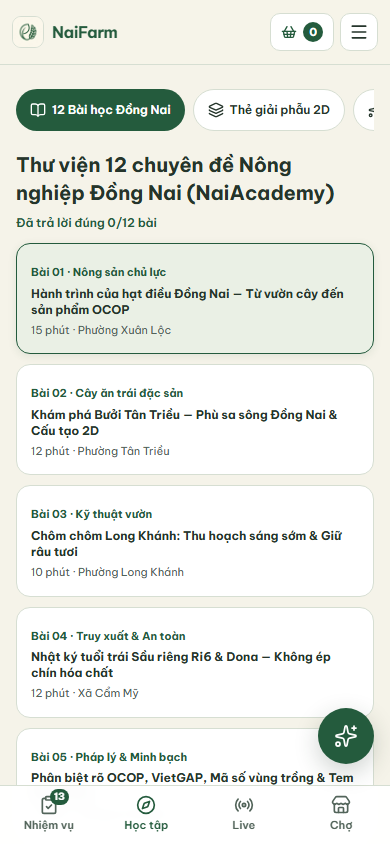 NaiFarm
0
12 Bài học Đồng Nai
Thẻ giải phẫu 2D
Thư viện 12 chuyên đề Nông
nghiệp Đồng Nai (NaiAcademy)
Đã trả lời đúng 0/12 bài
Bài 01 · Nông sản chủ lực
Hành trình của hạt điều Đồng Nai — Từ vườn cây đến
sản phẩm OCOP
15 phút · Phường Xuân Lộc
Bài 02 · Cây ăn trái đặc sản
Khám phá Bưởi Tân Triều — Phù sa sông Đồng Nai &
Cấu tạo 2D
12 phút · Phường Tân Triều
Bài 03 · Kỹ thuật vườn
Chôm chôm Long Khánh: Thu hoạch sáng sớm & Giữ
râu tươi
10 phút · Phường Long Khánh
Bài 04 · Truy xuất & An toàn
Nhật ký tuổi trái Sầu riêng Ri6 & Dona — Không ép
chín hóa chất
12 phút · Xã Cẩm Mỹ
Bài 05 · Pháp lý & Minh bạch
Phân biệt rõ OCOP, VietGAP, Mã số vùng trồng & Tem
13
Nhiệm vụ
Học tập
Live
Chợ